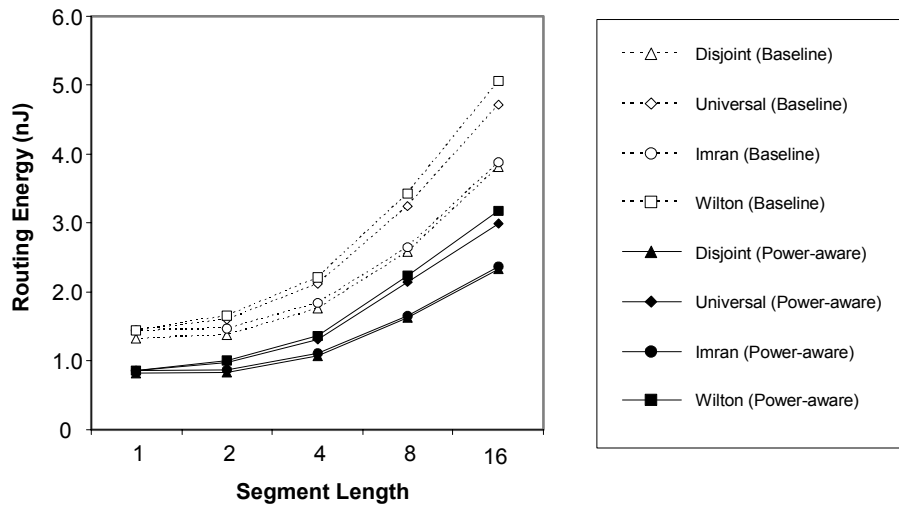 6.0
5.0
4.0
3.0
2.0
1.0
0
Routing Energy (nJ)
1 2 4 8 16
Segment Length
Disjoint (Baseline)
Universal (Baseline)
Imran (Baseline)
Wilton (Baseline)
Disjoint (Power-aware)
Universal (Power-aware)
Imran (Power-aware)
Wilton (Power-aware)